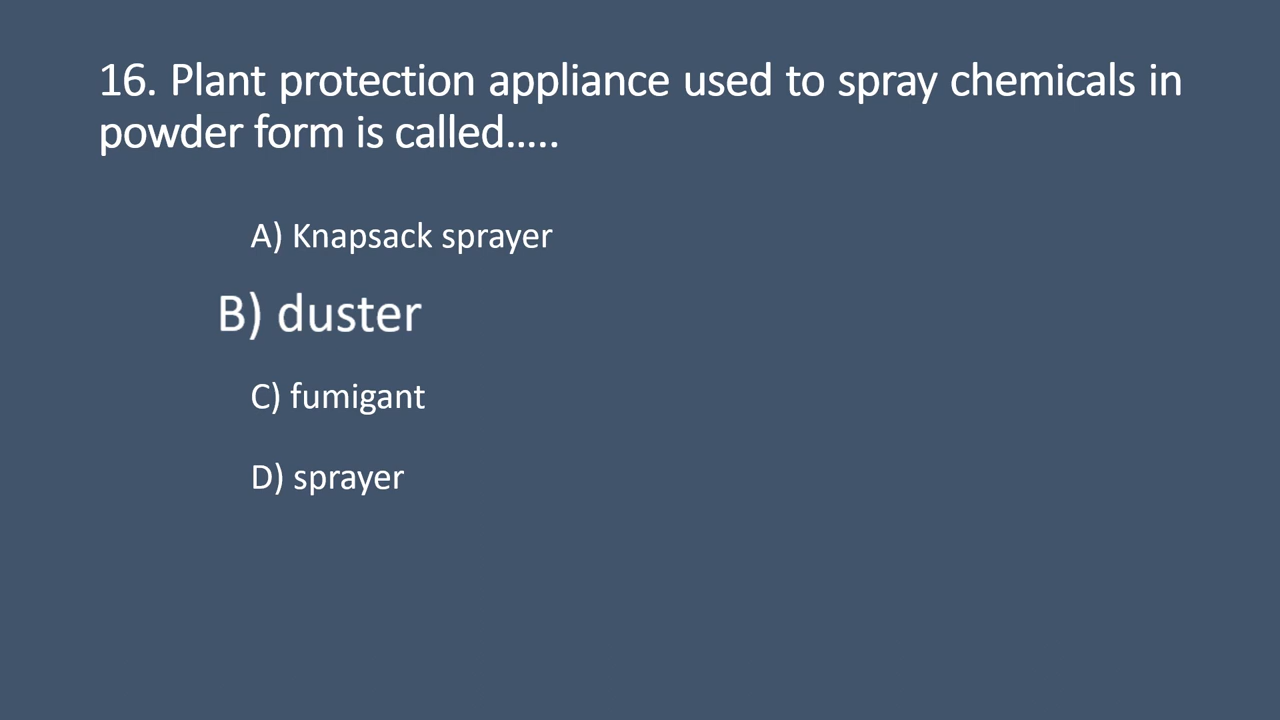 16. Plant protection appliance used to spray chemicals in
powder form is called.....
A) Knapsack sprayer
B) duster
C) fumigant
D) sprayer